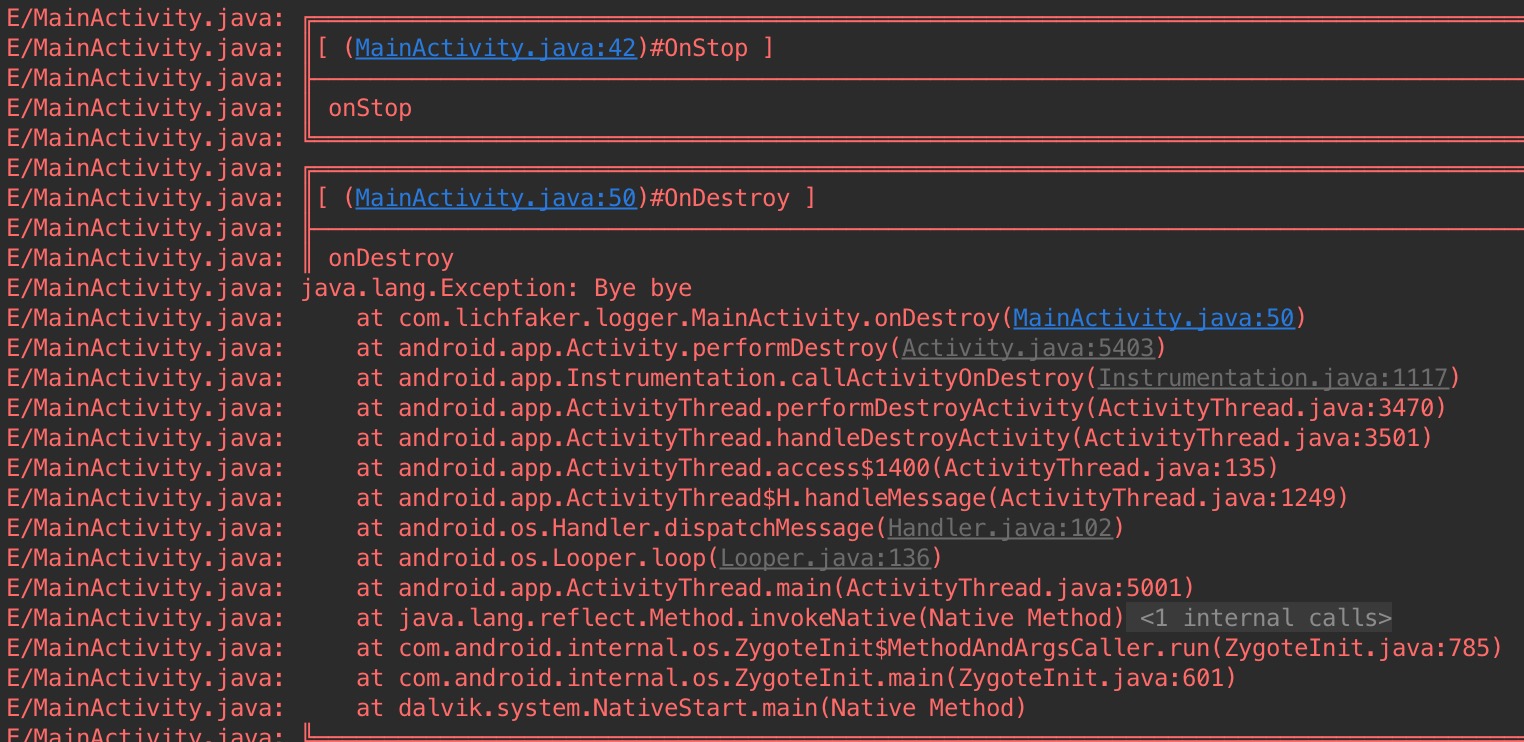 E/MainActivity.java:
E/MainActivity.java: [ (MainActivity.java:42)#OnStop ]
E/MainActivity.java:
E/MainActivity.java: onStop
E/MainActivity.java:
E/MainActivity.java:
E/MainActivity.java: [ (MainActivity.java:50)#OnDestroy ]
E/MainActivity.java:
E/MainActivity.java: onDestroy
E/MainActivity.java: java.lang.Exception: Bye bye
E/MainActivity.java:     at com.lichfaker.logger.MainActivity.onDestroy(MainActivity.java:50)
E/MainActivity.java:     at android.app.Activity.performDestroy(Activity.java:5403)
E/MainActivity.java:     at android.app.Instrumentation.callActivityOnDestroy(Instrumentation.java:1117)
E/MainActivity.java:     at android.app.ActivityThread.performDestroyActivity(ActivityThread.java:3470)
E/MainActivity.java:     at android.app.ActivityThread.handleDestroyActivity(ActivityThread.java:3501)
E/MainActivity.java:     at android.app.ActivityThread.access$1400(ActivityThread.java:135)
E/MainActivity.java:     at android.app.ActivityThread$H.handleMessage(ActivityThread.java:1249)
E/MainActivity.java:     at android.os.Handler.dispatchMessage(Handler.java:102)
E/MainActivity.java:     at android.os.Looper.loop(Looper.java:136)
E/MainActivity.java:     at android.app.ActivityThread.main(ActivityThread.java:5001)
E/MainActivity.java:     at java.lang.reflect.Method.invokeNative(Native Method) <1 internal calls>
E/MainActivity.java:     at com.android.internal.os.ZygoteInit$MethodAndArgsCaller.run(ZygoteInit.java:785)
E/MainActivity.java:     at com.android.internal.os.ZygoteInit.main(ZygoteInit.java:601)
E/MainActivity.java:     at dalvik.system.NativeStart.main(Native Method)
E/MainActivity.java: